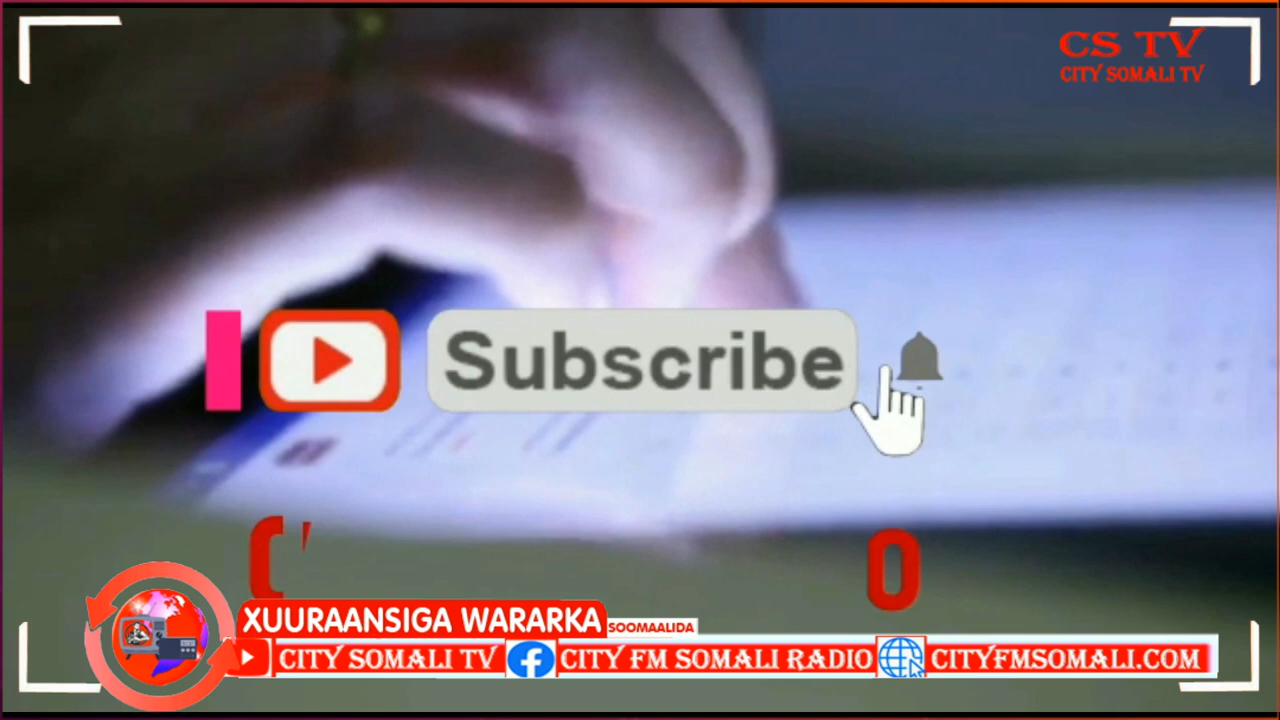 CS TV
CITY SOMALI TV
Subscribe
XUURAANSIGA WARARKA
SOOMAALIDA
CITY SOMALI TV
CITY FM SOMALI RADIO
CITYFMSOMALI.COM